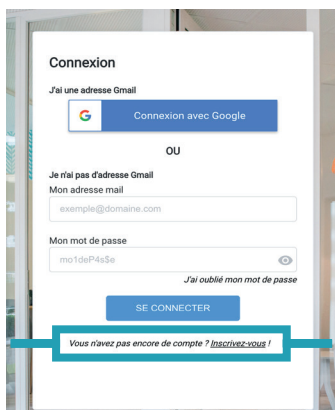 Connexion
J'ai une adresse Gmail
Connexion avec Google
OU
Je n'ai pas d'adresse Gmail
Mon adresse mail
exemple@domaine.com
Mon mot de passe
mo1deP4s$e
J'ai oublié mon mot de passe
SE CONNECTER
Vous n'avez pas encore de compte ? Inscrivez-vous !